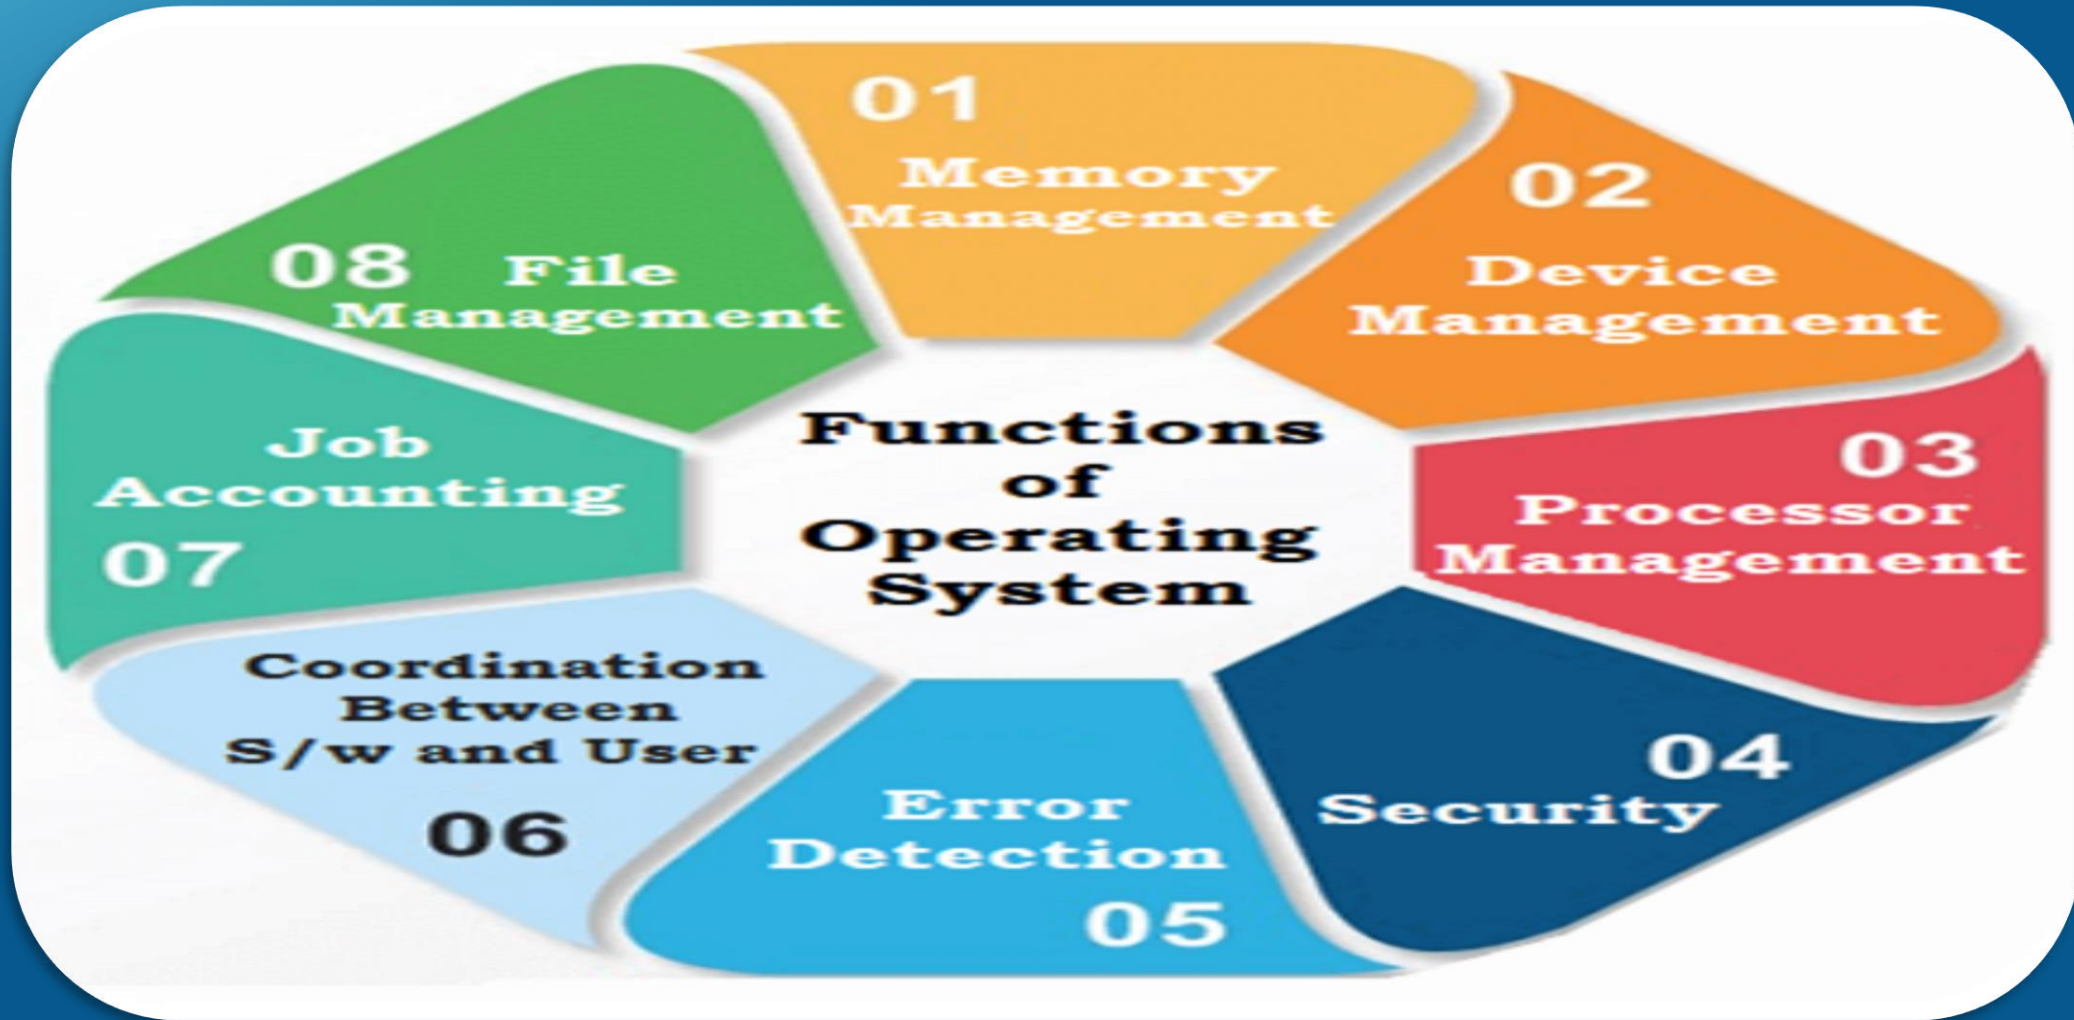 01
Memory
Management
02
Device
Management
03
Processor
Management
04
Security
Error
Detection
05
Coordination
Between
S/w and User
06
Job
Accounting
07
08 File
Management
Functions
of
Operating
System